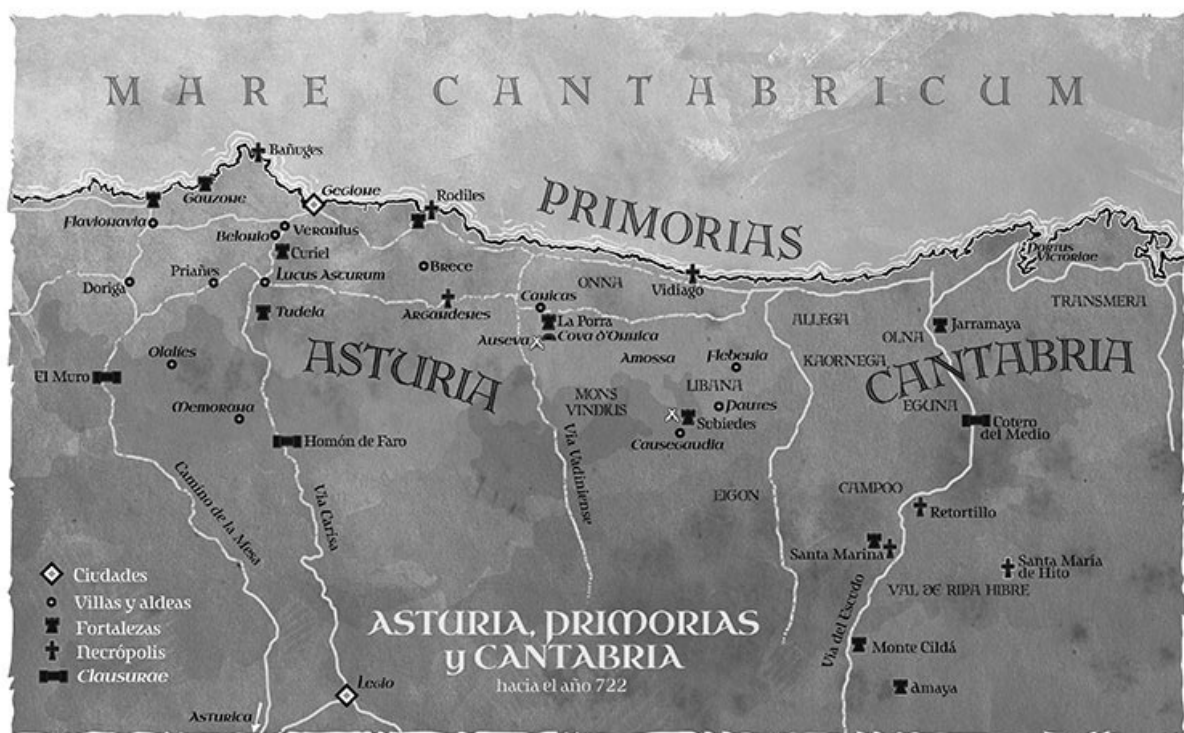 MARE CANTABRICUM
Bañuges
Gauzone
Gegione
Rodiles
PRIMORIAS
Flavionavia
Belonio
Veranius
Curiel
Portus
Victoriae
Doriga
Priañes
Lucus Asturum
Brece
ONNA
Vidiago
TRANSMERA
Argandenes
Canicas
ALLEGA
Tudela
La Porra
Cova d'Onnica
OLNA
Jarramaya
Auseva
ASTURIA
Amossa
Flebenia
KAORNEGA
CANTABRIA
Olalíes
El Muro
MONS
VINDIUS
LIBANA
EGUNA
Memorana
Pautes
Subiedes
Cotero
del Medio
Homón de Faro
Causegaudia
Camino de la Mesa
Vía Carisa
Vía Vadiniense
EIGON
CAMPOO
Retortillo
Santa Marina
Santa María
de Hito
Ciudades
Villas y aldeas
Fortalezas
Necrópolis
Clausurae
VAL DE RIPA HIBRE
Vía del Escudo
ASTURIA, PRIMORIAS
y CANTABRIA
hacia el año 722
Monte Cildá
Amaya
Legio
Asturica